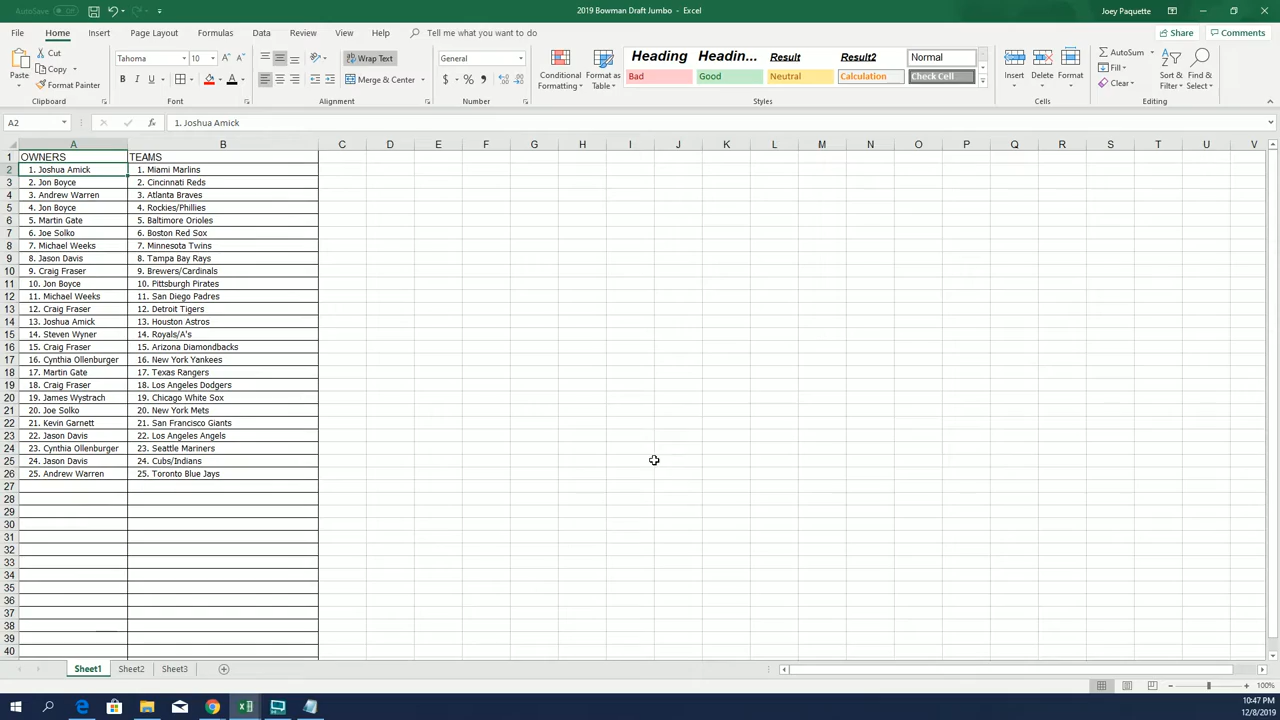 AutoSave Off
2019 Bowman Draft Jumbo - Excel
Joey Paquette
File Home Insert Page Layout Formulas Data Review View Help Tell me what you want to do
Share Comments
Paste Cut Copy Format Painter
Tahoma 10 B I U A A
Wrap Text Merge & Center
General $ % ,
Conditional Formatting Format as Table
Heading Headin... Result Result2 Normal
Bad Good Neutral Calculation Check Cell
Insert Delete Format
AutoSum Fill Clear Sort & Filter Find & Select
Clipboard Font Alignment Number Styles Cells Editing
A2 fx 1. Joshua Amick
A B C D E F G H I J K L M N O P Q R S T U V
1 OWNERS TEAMS
2 1. Joshua Amick 1. Miami Marlins
3 2. Jon Boyce 2. Cincinnati Reds
4 3. Andrew Warren 3. Atlanta Braves
5 4. Jon Boyce 4. Rockies/Phillies
6 5. Martin Gate 5. Baltimore Orioles
7 6. Joe Solko 6. Boston Red Sox
8 7. Michael Weeks 7. Minnesota Twins
9 8. Jason Davis 8. Tampa Bay Rays
10 9. Craig Fraser 9. Brewers/Cardinals
11 10. Jon Boyce 10. Pittsburgh Pirates
12 11. Michael Weeks 11. San Diego Padres
13 12. Craig Fraser 12. Detroit Tigers
14 13. Joshua Amick 13. Houston Astros
15 14. Steven Wyner 14. Royals/A's
16 15. Craig Fraser 15. Arizona Diamondbacks
17 16. Cynthia Ollenburger 16. New York Yankees
18 17. Martin Gate 17. Texas Rangers
19 18. Craig Fraser 18. Los Angeles Dodgers
20 19. James Wystrach 19. Chicago White Sox
21 20. Joe Solko 20. New York Mets
22 21. Kevin Garnett 21. San Francisco Giants
23 22. Jason Davis 22. Los Angeles Angels
24 23. Cynthia Ollenburger 23. Seattle Mariners
25 24. Jason Davis 24. Cubs/Indians
26 25. Andrew Warren 25. Toronto Blue Jays
27
28
29
30
31
32
33
34
35
36
37
38
39
40
Sheet1 Sheet2 Sheet3
100%
10:47 PM
12/8/2019